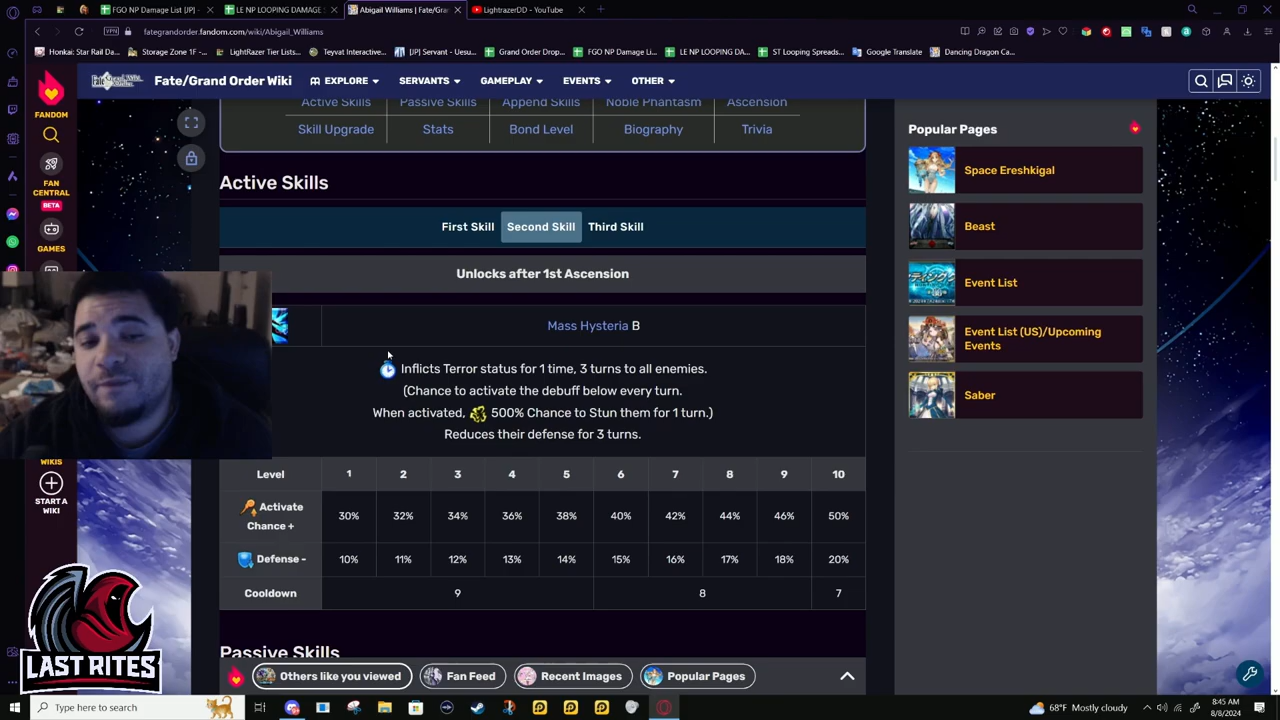 FGO NP Damage List [JP] -
LE NP LOOPING DAMAGE
Abigail Williams | Fate/Gra
LightrazerDD - YouTube
VPN
fategrandorder.fandom.com/wiki/Abigail_Williams
Honkai: Star Rail Da...
Storage Zone 1F -...
LightRazer Tier Lists...
Teyvat Interactive...
[JP] Servant - Uesu...
Grand Order Drop...
FGO NP Damage Li...
LE NP LOOPING DA...
ST Looping Spreads...
Google Translate
Dancing Dragon Ca...
Fate/Grand Order Wiki
EXPLORE
SERVANTS
GAMEPLAY
EVENTS
OTHER
FANDOM
FAN
CENTRAL
BETA
GAMES
WIKIS
START A
WIKI
Active Skills
Passive Skills
Append Skills
Noble Phantasm
Ascension
Skill Upgrade
Stats
Bond Level
Biography
Trivia
Active Skills
First Skill
Second Skill
Third Skill
Unlocks after 1st Ascension
Mass Hysteria B
Inflicts Terror status for 1 time, 3 turns to all enemies.
(Chance to activate the debuff below every turn.
When activated, 500% Chance to Stun them for 1 turn.)
Reduces their defense for 3 turns.
Level 1 2 3 4 5 6 7 8 9 10
Activate
Chance + 30% 32% 34% 36% 38% 40% 42% 44% 46% 50%
Defense - 10% 11% 12% 13% 14% 15% 16% 17% 18% 20%
Cooldown 9 8 7
Passive Skills
Others like you viewed
Recent Images
Popular Pages
Popular Pages
Space Ereshkigal
Beast
Event List
Event List (US)/Upcoming
Events
Saber
LAST RITES
Type here to search
68°F Mostly cloudy
8:45 AM
8/8/2024